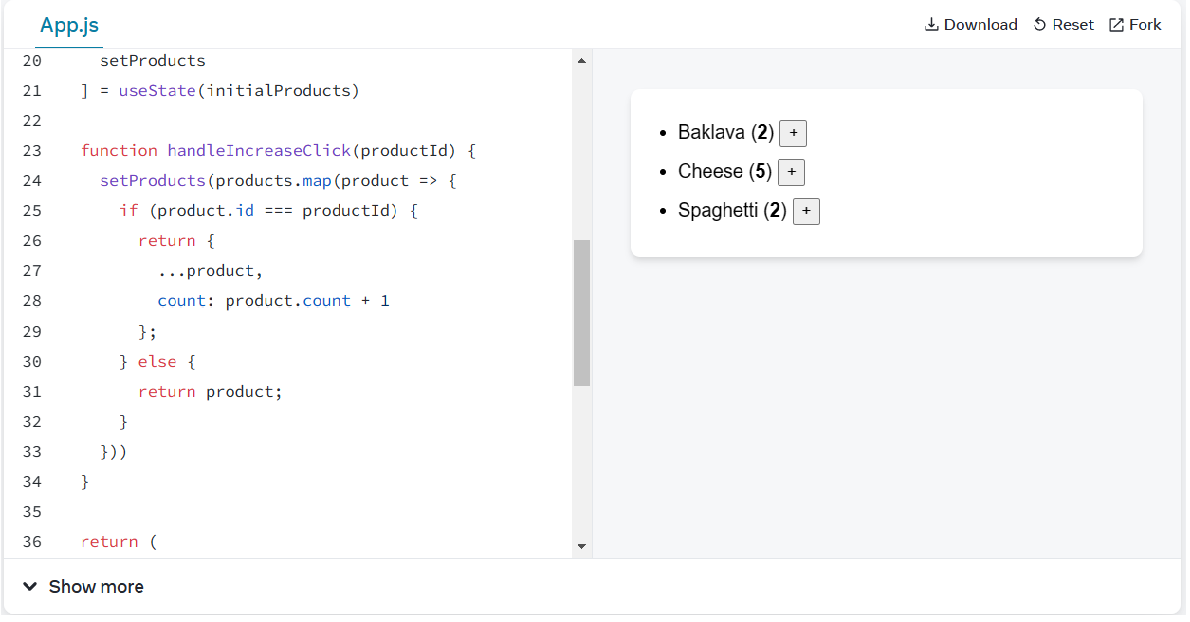 App.js
Download Reset Fork
20 setProducts
21 ] = useState(initialProducts)
22
23 function handleIncreaseClick(productId) {
24 setProducts(products.map(product => {
25 if (product.id === productId) {
26 return {
27 ...product,
28 count: product.count + 1
29 };
30 } else {
31 return product;
32 }
33 }))
34 }
35
36 return (
Baklava (2) +
Cheese (5) +
Spaghetti (2) +
Show more